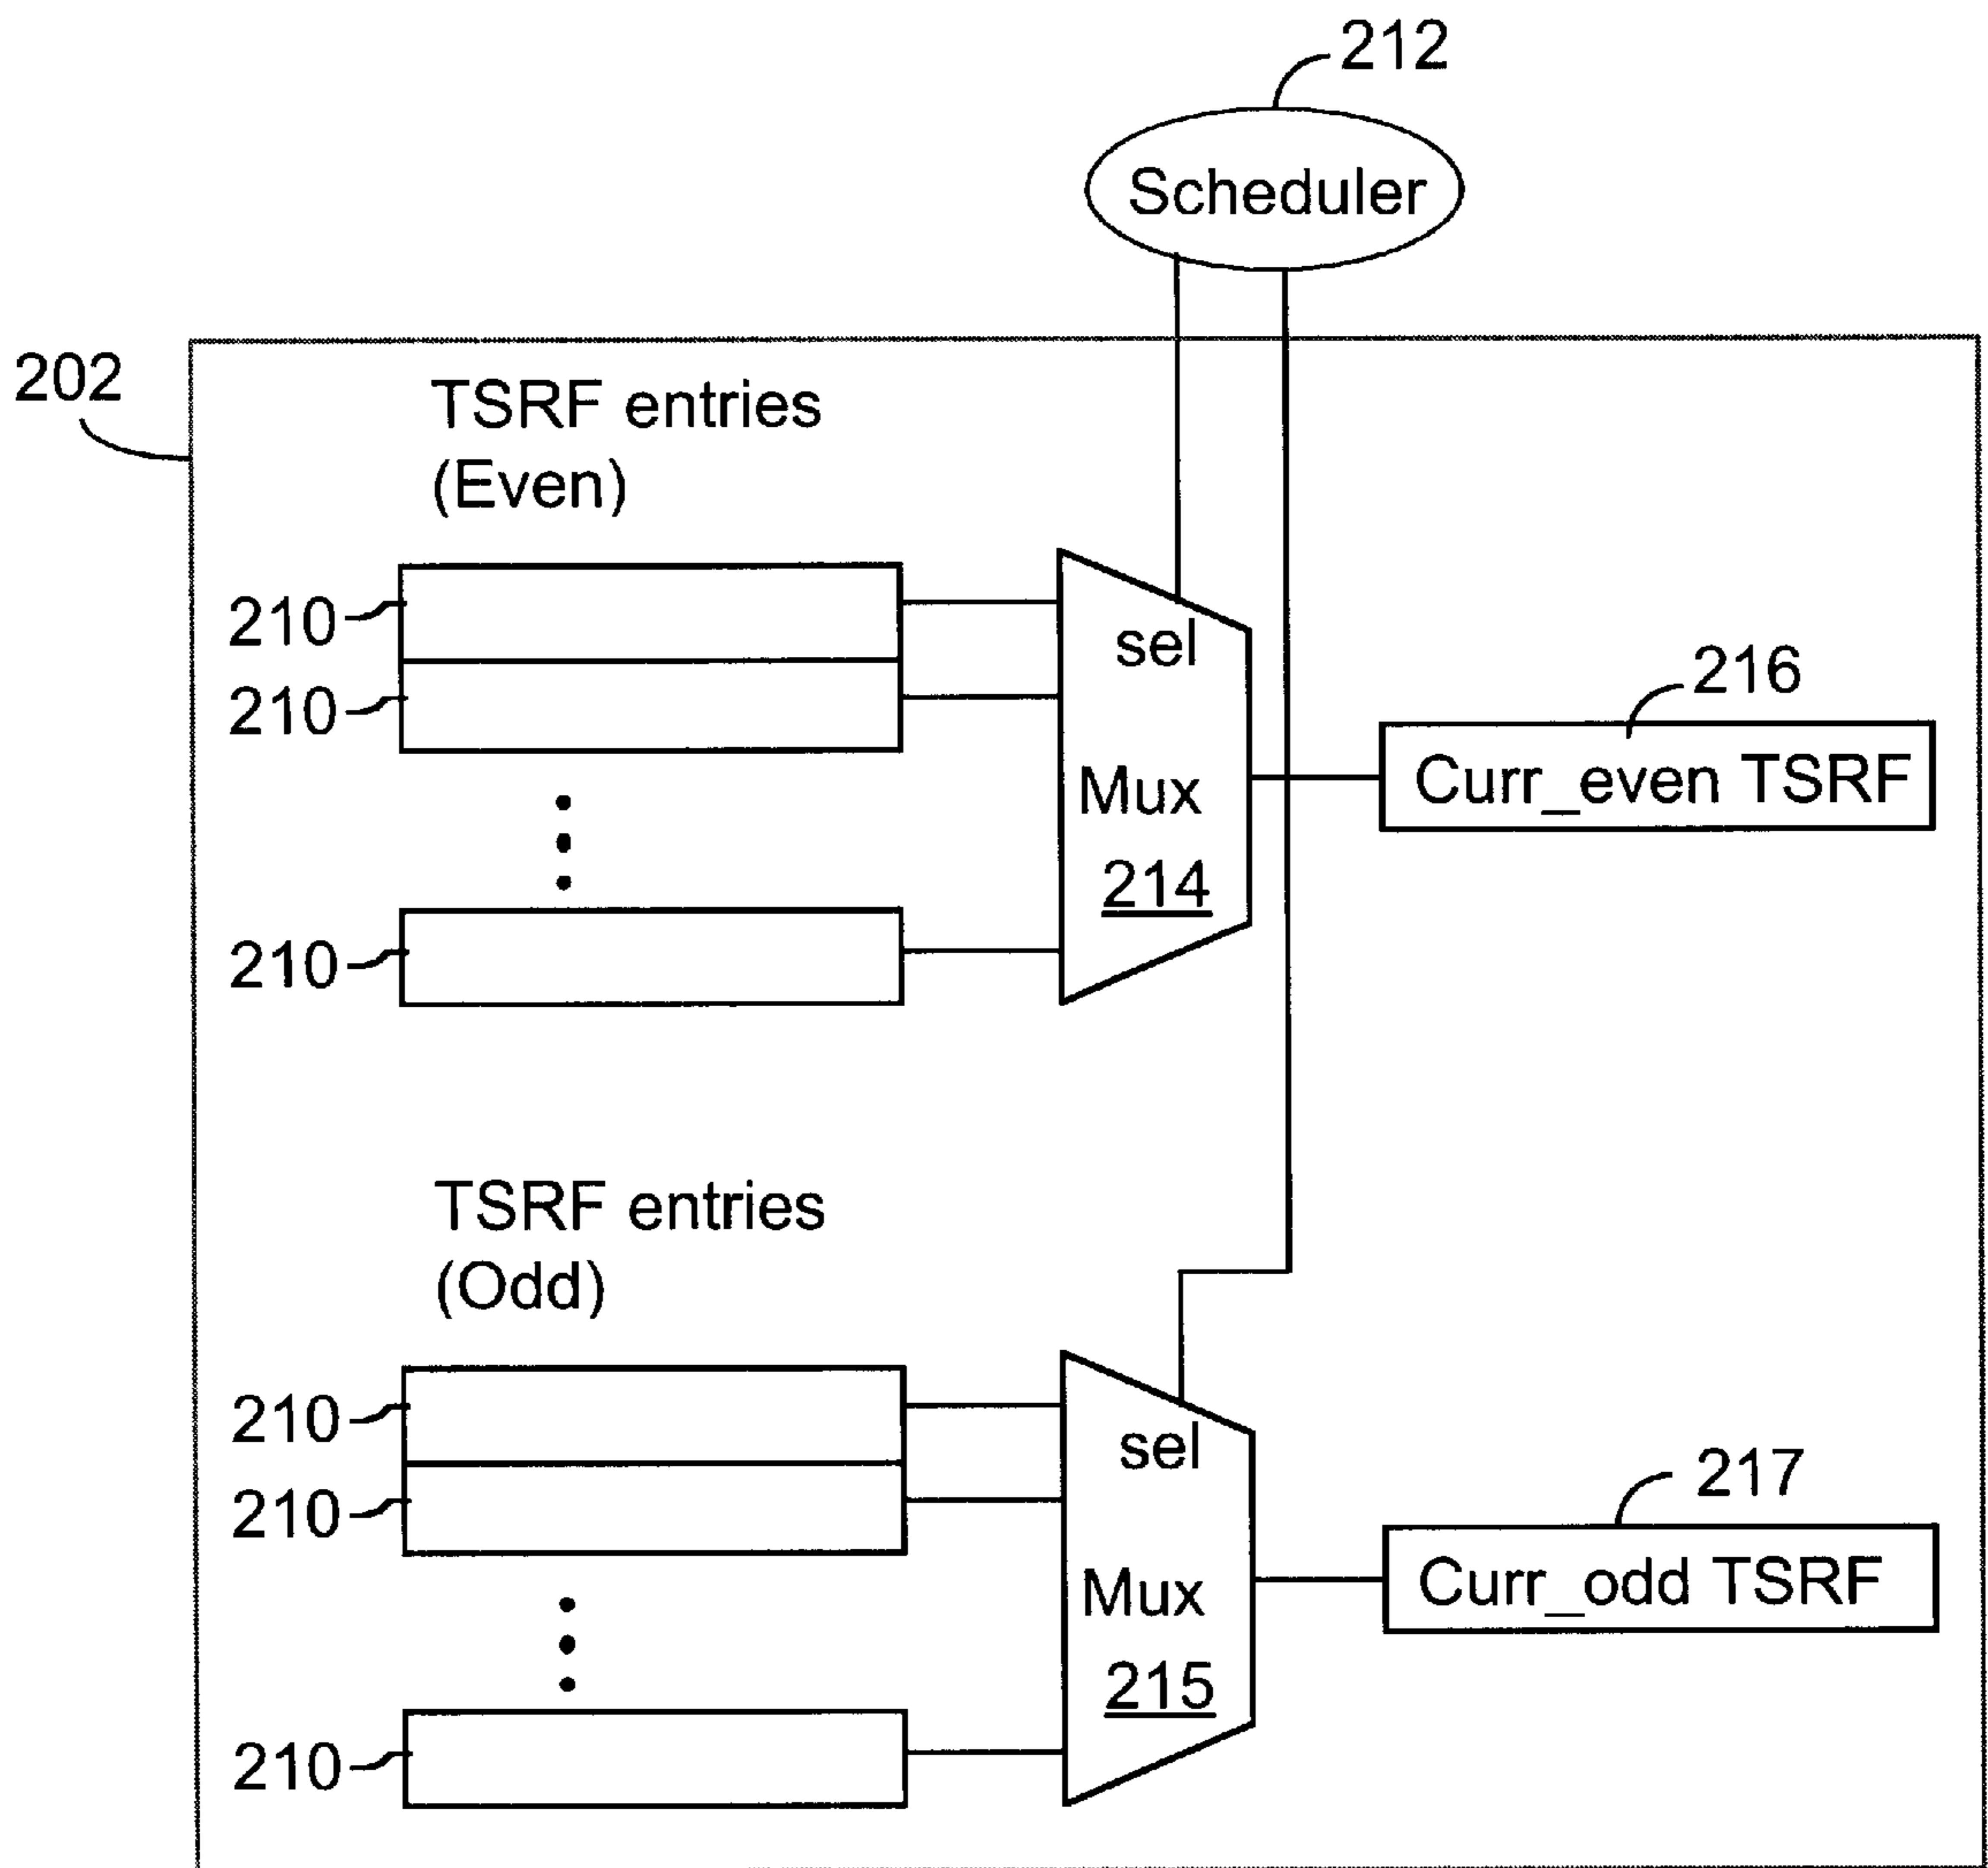 212
Scheduler
202
TSRF entries
(Even)
210
sel
210
216
Mux
Curr_even TSRF
214
210
TSRF entries
(Odd)
210
sel
210
217
Mux
Curr_odd TSRF
215
210